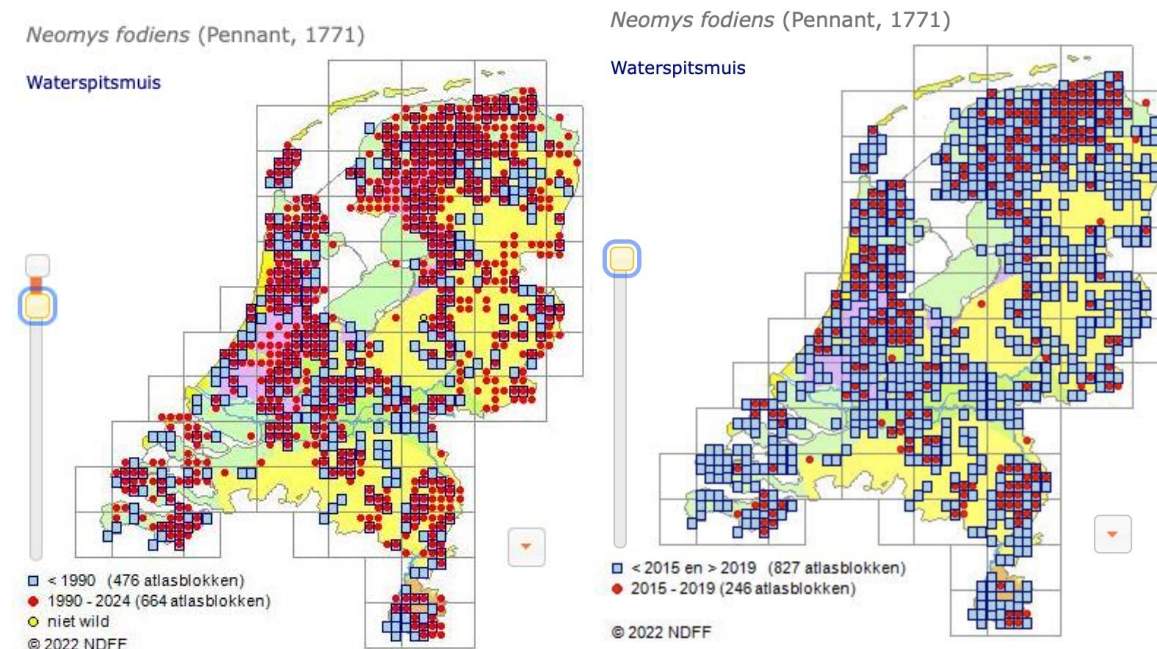 Neomys fodiens (Pennant, 1771)
Waterspitsmuis
< 1990 (476 atlasblokken)
1990 - 2024 (664 atlasblokken)
niet wild
© 2022 NDFF
Neomys fodiens (Pennant, 1771)
Waterspitsmuis
< 2015 en > 2019 (827 atlasblokken)
2015 - 2019 (246 atlasblokken)
© 2022 NDFF